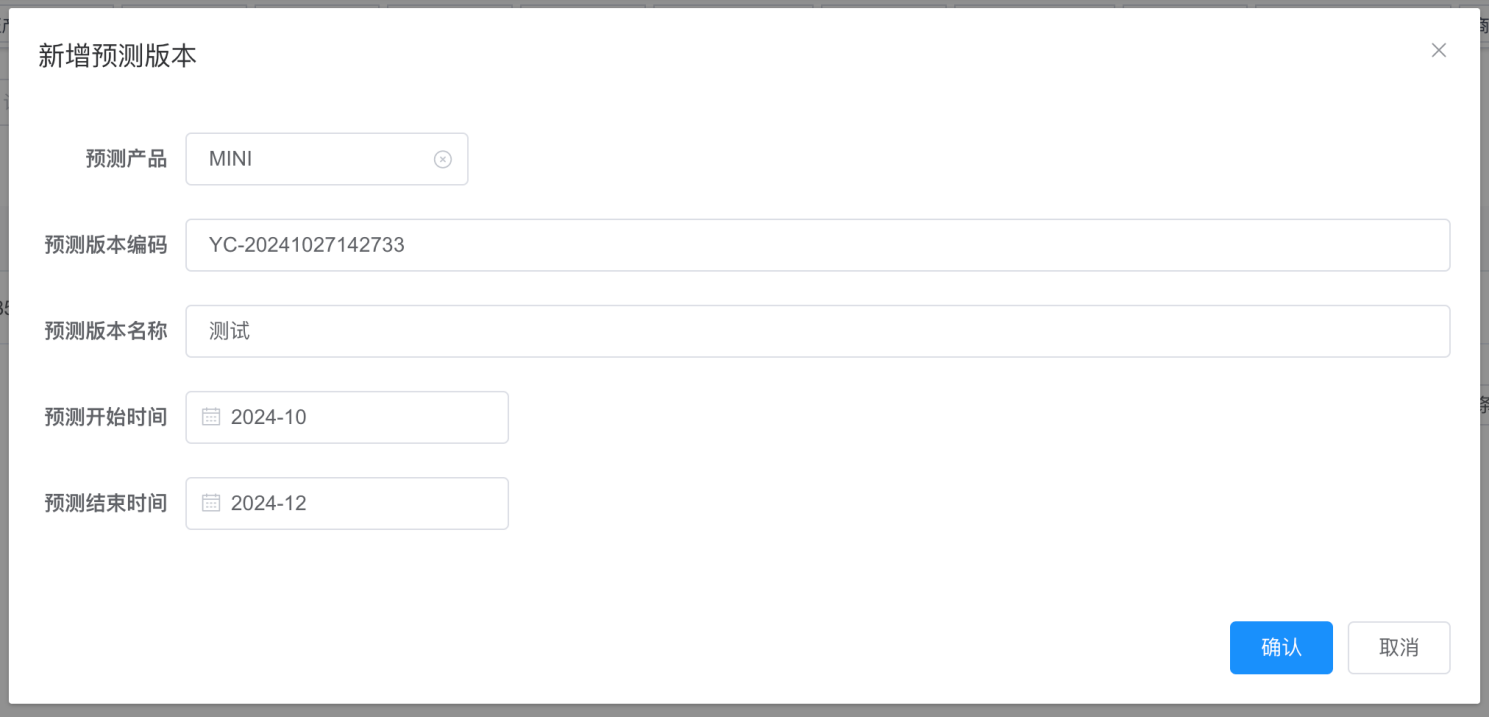 新增预测版本
预测产品 MINI
预测版本编码 YC-20241027142733
预测版本名称 测试
预测开始时间 2024-10
预测结束时间 2024-12
确认 取消